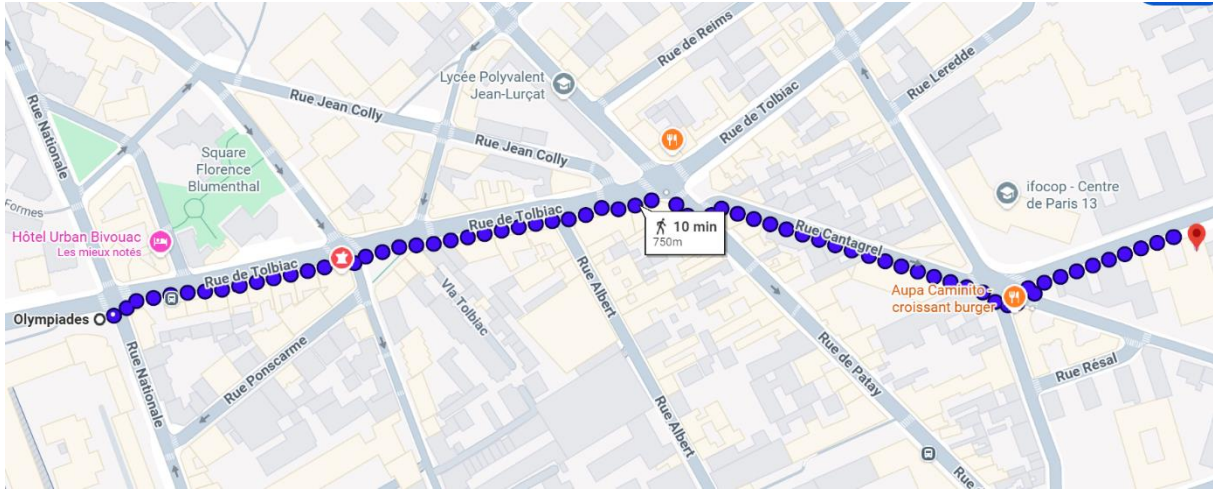 Rue de Reims
Lycée Polyvalent
Jean-Lurçat
Rue Leredde
Rue de Tolbiac
Rue Jean Colly
Rue Nationale
Rue Jean Colly
Square
Florence
Blumenthal
ifocop - Centre
de Paris 13
Formes
Rue de Tolbiac
10 min
750m
Rue Cantagrel
Hôtel Urban Bivouac
Les mieux notés
Rue de Tolbiac
Aupa Caminito -
croissant burger
Olympiades
Vla Tolbiac
Rue Albert
Rue Nationale
Rue Ponscarme
Rue de Patay
Rue Résal
Rue Albert
Rue